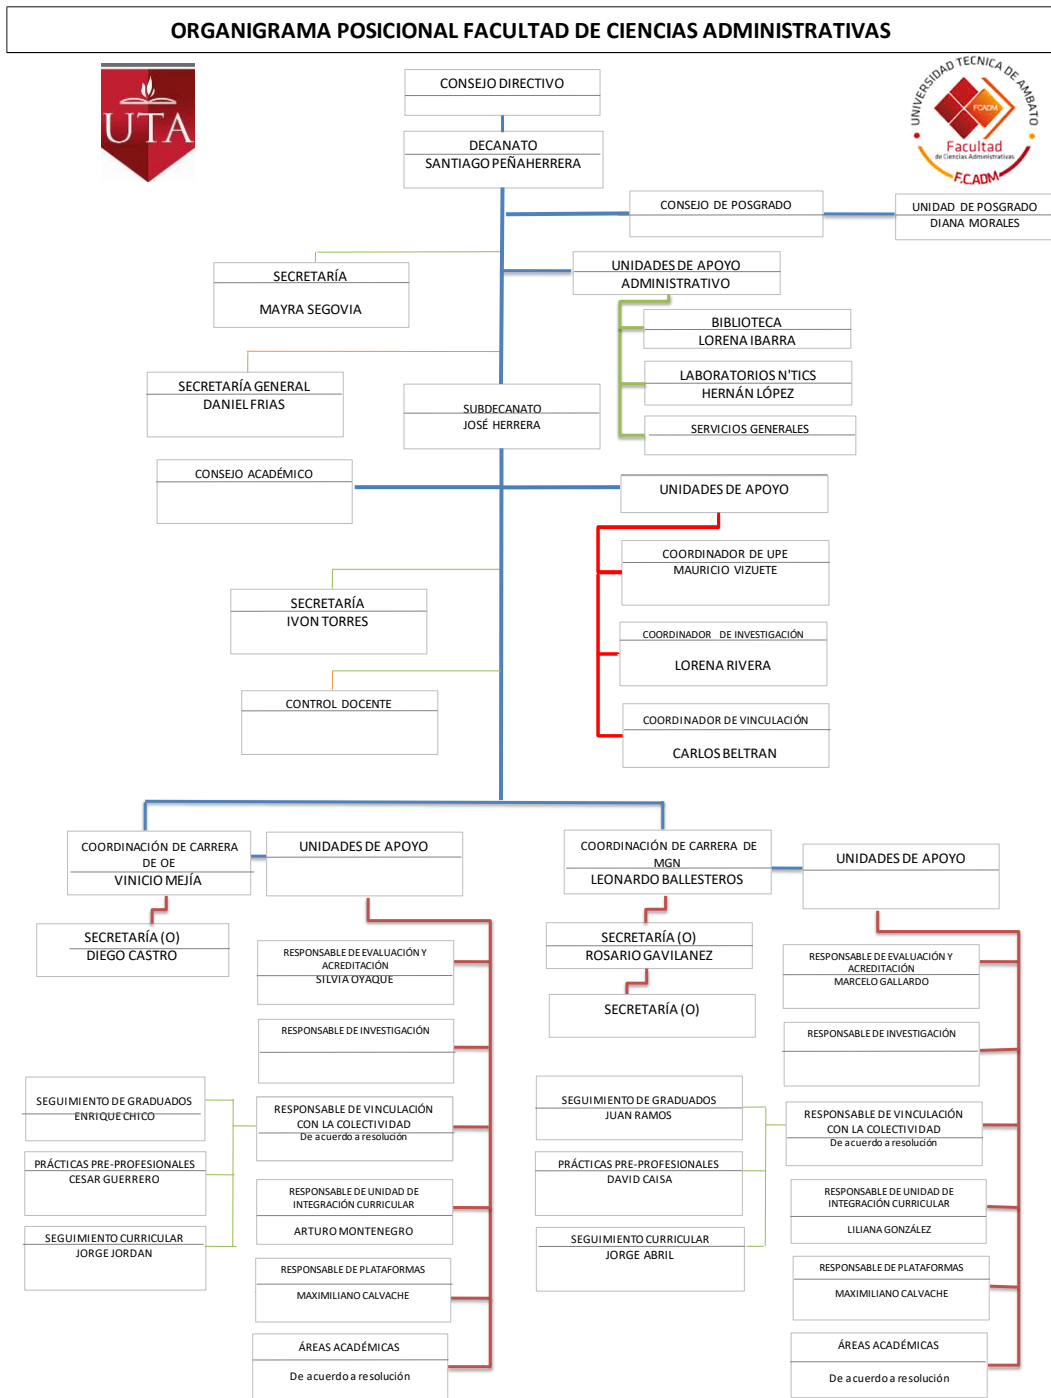 ORGANIGRAMA POSICIONAL FACULTAD DE CIENCIAS ADMINISTRATIVAS
UTA
UNIVERSIDAD TECNICA DE AMBATO
FCADM
Facultad
de Ciencias Administrativas
F.C.ADM
CONSEJO DIRECTIVO
DECANATO
SANTIAGO PEÑAHERRERA
CONSEJO DE POSGRADO
UNIDAD DE POSGRADO
DIANA MORALES
SECRETARÍA
MAYRA SEGOVIA
UNIDADES DE APOYO
ADMINISTRATIVO
BIBLIOTECA
LORENA IBARRA
LABORATORIOS N'TICS
HERNÁN LÓPEZ
SERVICIOS GENERALES
SECRETARÍA GENERAL
DANIEL FRIAS
SUBDECANATO
JOSÉ HERRERA
CONSEJO ACADÉMICO
UNIDADES DE APOYO
COORDINADOR DE UPE
MAURICIO VIZUETE
SECRETARÍA
IVON TORRES
COORDINADOR DE INVESTIGACIÓN
LORENA RIVERA
CONTROL DOCENTE
COORDINADOR DE VINCULACIÓN
CARLOS BELTRAN
COORDINACIÓN DE CARRERA
DE OE
VINICIO MEJÍA
UNIDADES DE APOYO
COORDINACIÓN DE CARRERA DE
MGN
LEONARDO BALLESTEROS
UNIDADES DE APOYO
SECRETARÍA (O)
DIEGO CASTRO
SECRETARÍA (O)
ROSARIO GAVILANEZ
SECRETARÍA (O)
RESPONSABLE DE EVALUACIÓN Y
ACREDITACIÓN
SILVIA OYAQUE
RESPONSABLE DE INVESTIGACIÓN
SEGUIMIENTO DE GRADUADOS
ENRIQUE CHICO
RESPONSABLE DE VINCULACIÓN
CON LA COLECTIVIDAD
De acuerdo a resolución
PRÁCTICAS PRE-PROFESIONALES
CESAR GUERRERO
RESPONSABLE DE UNIDAD DE
INTEGRACIÓN CURRICULAR
ARTURO MONTENEGRO
SEGUIMIENTO CURRICULAR
JORGE JORDAN
RESPONSABLE DE PLATAFORMAS
MAXIMILIANO CALVACHE
ÁREAS ACADÉMICAS
De acuerdo a resolución
RESPONSABLE DE EVALUACIÓN Y
ACREDITACIÓN
MARCELO GALLARDO
RESPONSABLE DE INVESTIGACIÓN
SEGUIMIENTO DE GRADUADOS
JUAN RAMOS
RESPONSABLE DE VINCULACIÓN
CON LA COLECTIVIDAD
De acuerdo a resolución
PRÁCTICAS PRE-PROFESIONALES
DAVID CAISA
RESPONSABLE DE UNIDAD DE
INTEGRACIÓN CURRICULAR
LILIANA GONZÁLEZ
SEGUIMIENTO CURRICULAR
JORGE ABRIL
RESPONSABLE DE PLATAFORMAS
MAXIMILIANO CALVACHE
ÁREAS ACADÉMICAS
De acuerdo a resolución